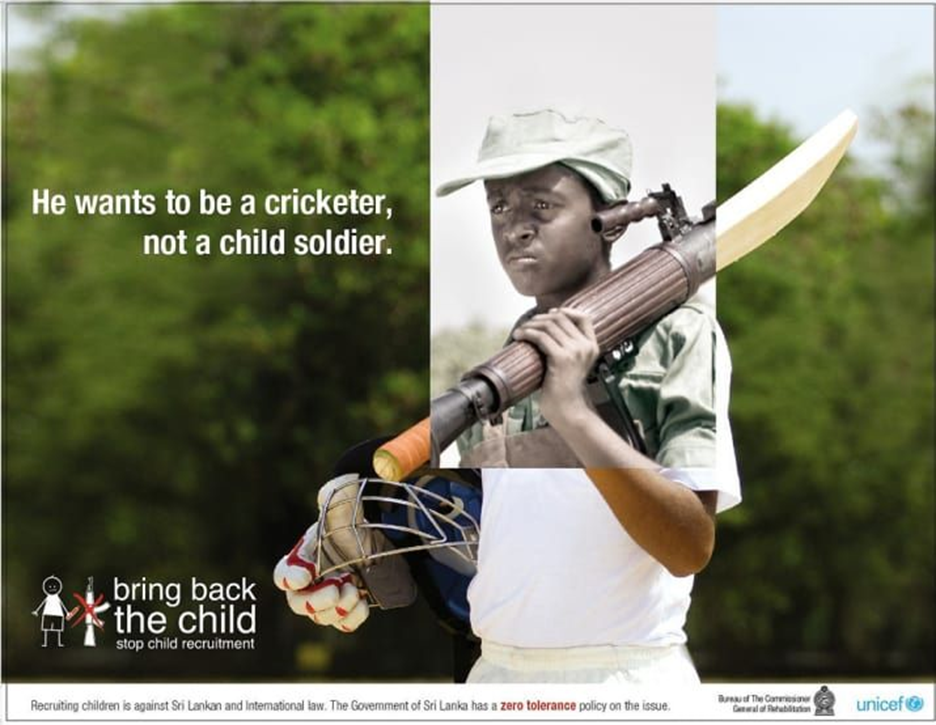 He wants to be a cricketer,
not a child soldier.
bring back
the child
stop child recruitment
Recruiting children is against Sri Lankan and International law. The Government of Sri Lanka has a zero tolerance policy on the issue.
Bureau of The Commissioner
General of Rehabilitation
unicef